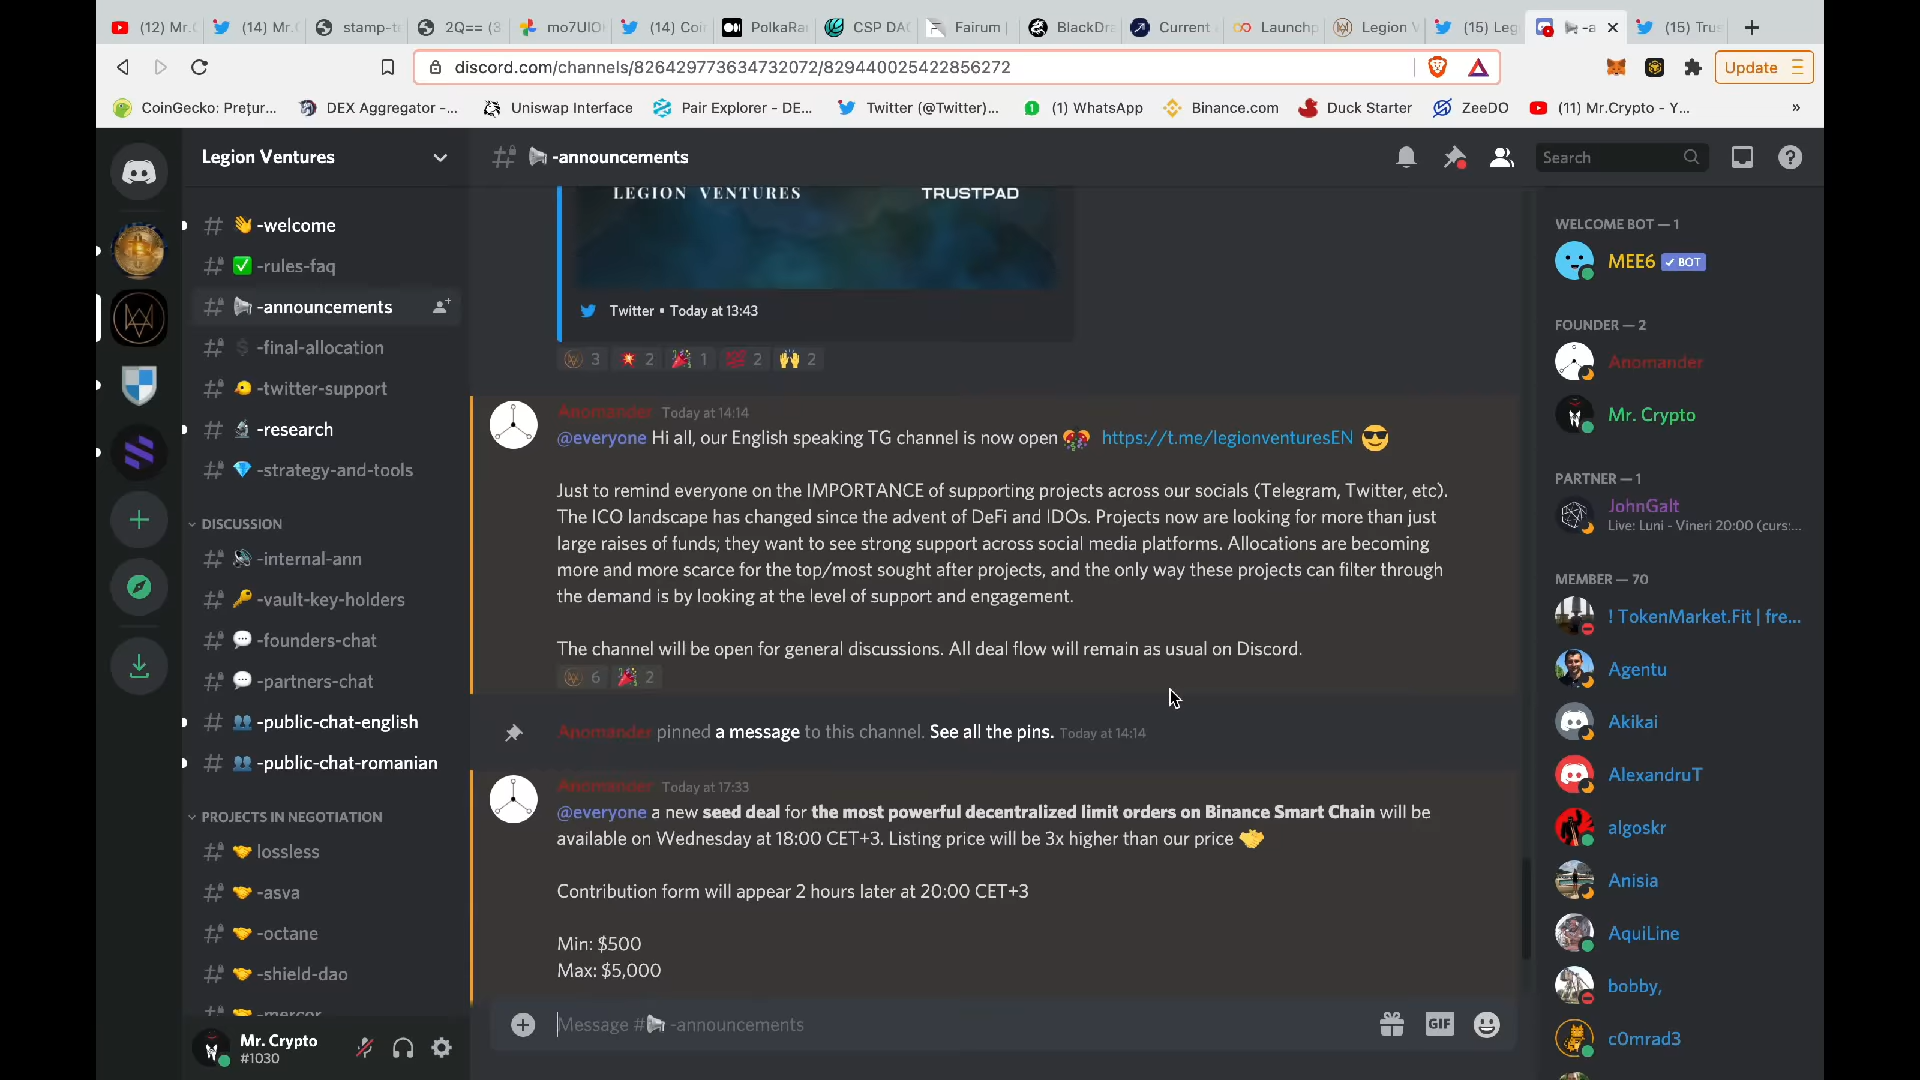 (12) Mr.C
(14) Mr.
stamp-t
2Q== (3
mo7UIO
(14) Coi
PolkaRa
CSP DAO
Fairum |
BlackDra
Current
Launchp
Legion V
(15) Leg
-a
(15) Trus
discord.com/channels/826429773634732072/829440025422856272
Update
CoinGecko: Prețur...
DEX Aggregator -...
Uniswap Interface
Pair Explorer - DE...
Twitter (@Twitter)...
(1) WhatsApp
Binance.com
Duck Starter
ZeeDO
(11) Mr.Crypto - Y...
»
Legion Ventures
-announcements
Search
👋 -welcome
✅ -rules-faq
📢 -announcements
-final-allocation
-twitter-support
🔬 -research
💎 -strategy-and-tools
DISCUSSION
🔊 -internal-ann
🔑 -vault-key-holders
💬 -founders-chat
💬 -partners-chat
👥 -public-chat-english
👥 -public-chat-romanian
PROJECTS IN NEGOTIATION
🤝 lossless
🤝 -asva
🤝 -octane
🤝 -shield-dao
🤝 -mercor
Mr. Crypto
#1030
LEGION VENTURES
TRUSTPAD
Twitter • Today at 13:43
3
2
🎉 1
💯 2
🙌 2
Anomander Today at 14:14
@everyone Hi all, our English speaking TG channel is now open https://t.me/legionventuresEN 😎
Just to remind everyone on the IMPORTANCE of supporting projects across our socials (Telegram, Twitter, etc).
The ICO landscape has changed since the advent of DeFi and IDOs. Projects now are looking for more than just
large raises of funds; they want to see strong support across social media platforms. Allocations are becoming
more and more scarce for the top/most sought after projects, and the only way these projects can filter through
the demand is by looking at the level of support and engagement.
The channel will be open for general discussions. All deal flow will remain as usual on Discord.
6
🎉 2
Anomander pinned a message to this channel. See all the pins. Today at 14:14
Anomander Today at 17:33
@everyone a new seed deal for the most powerful decentralized limit orders on Binance Smart Chain will be
available on Wednesday at 18:00 CET+3. Listing price will be 3x higher than our price 🤝
Contribution form will appear 2 hours later at 20:00 CET+3
Min: $500
Max: $5,000
Message #📢 -announcements
GIF
WELCOME BOT — 1
MEE6 ✓ BOT
FOUNDER — 2
Anomander
Mr. Crypto
PARTNER — 1
JohnGalt
Live: Luni - Vineri 20:00 (curs:...
MEMBER — 70
! TokenMarket.Fit | fre...
Agentu
Akikai
AlexandruT
algoskr
Anisia
AquiLine
bobby,
c0mrad3